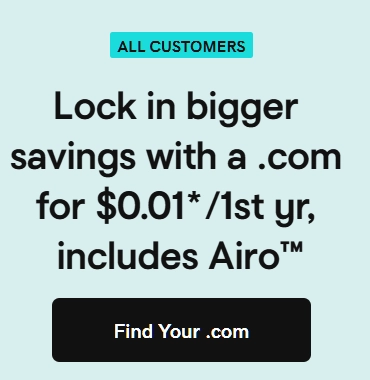 ALL CUSTOMERS
Lock in bigger
savings with a .com
for $0.01*/1st yr,
includes Airo™
Find Your .com